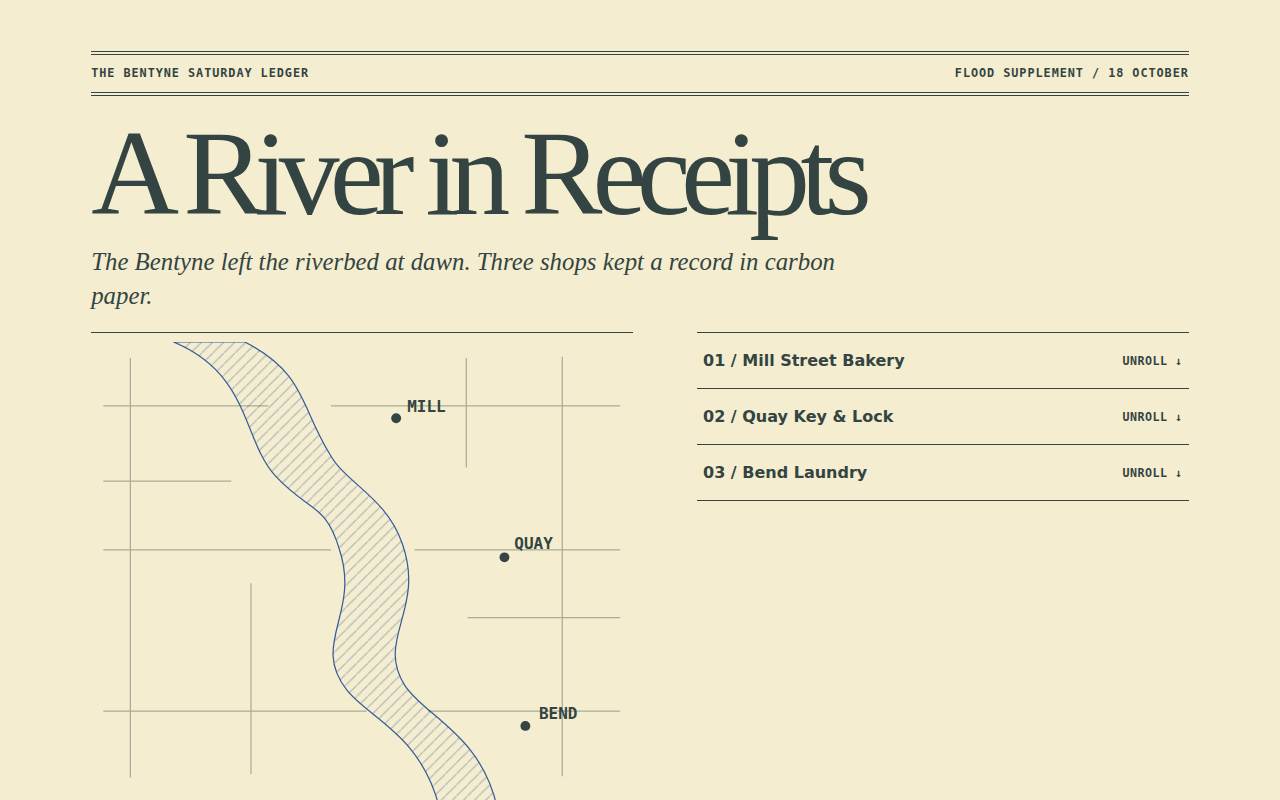 THE BENTYNE SATURDAY LEDGER
FLOOD SUPPLEMENT / 18 OCTOBER
A River in Receipts
The Bentyne left the riverbed at dawn. Three shops kept a record in carbon
paper.
MILL
QUAY
BEND
01 / Mill Street Bakery
UNROLL ↓
02 / Quay Key & Lock
UNROLL ↓
03 / Bend Laundry
UNROLL ↓